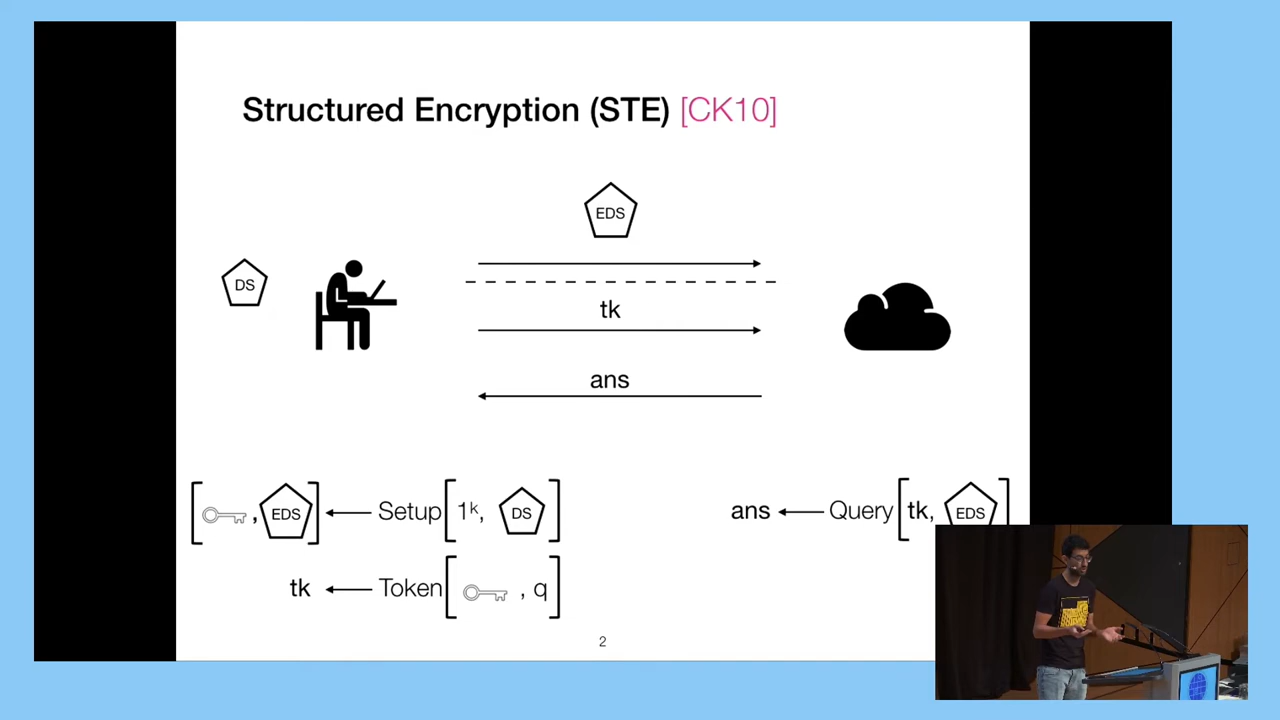 Structured Encryption (STE) [CK10]
EDS
DS
tk
ans
EDS ← Setup 1ᵏ, DS
ans ← Query tk, EDS
tk ← Token , q
2